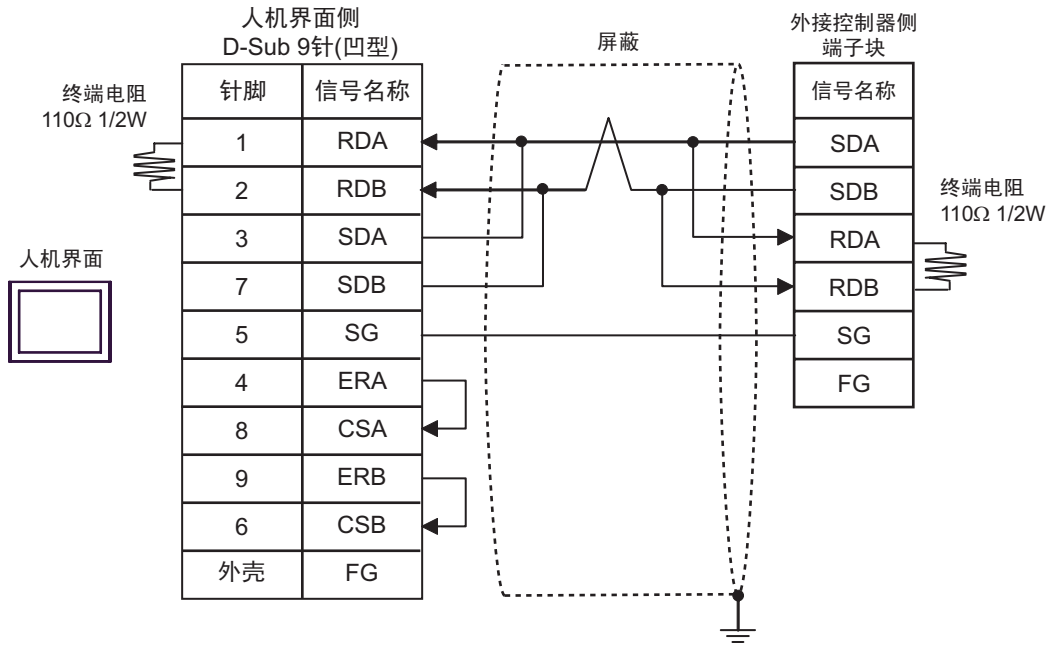 人机界面侧
D-Sub 9针(凹型)
屏蔽
外接控制器侧
端子块
终端电阻
110Ω 1/2W
人机界面
针脚 信号名称
1 RDA
2 RDB
3 SDA
7 SDB
5 SG
4 ERA
8 CSA
9 ERB
6 CSB
外壳 FG
信号名称
SDA
SDB
RDA
RDB
SG
FG
终端电阻
110Ω 1/2W